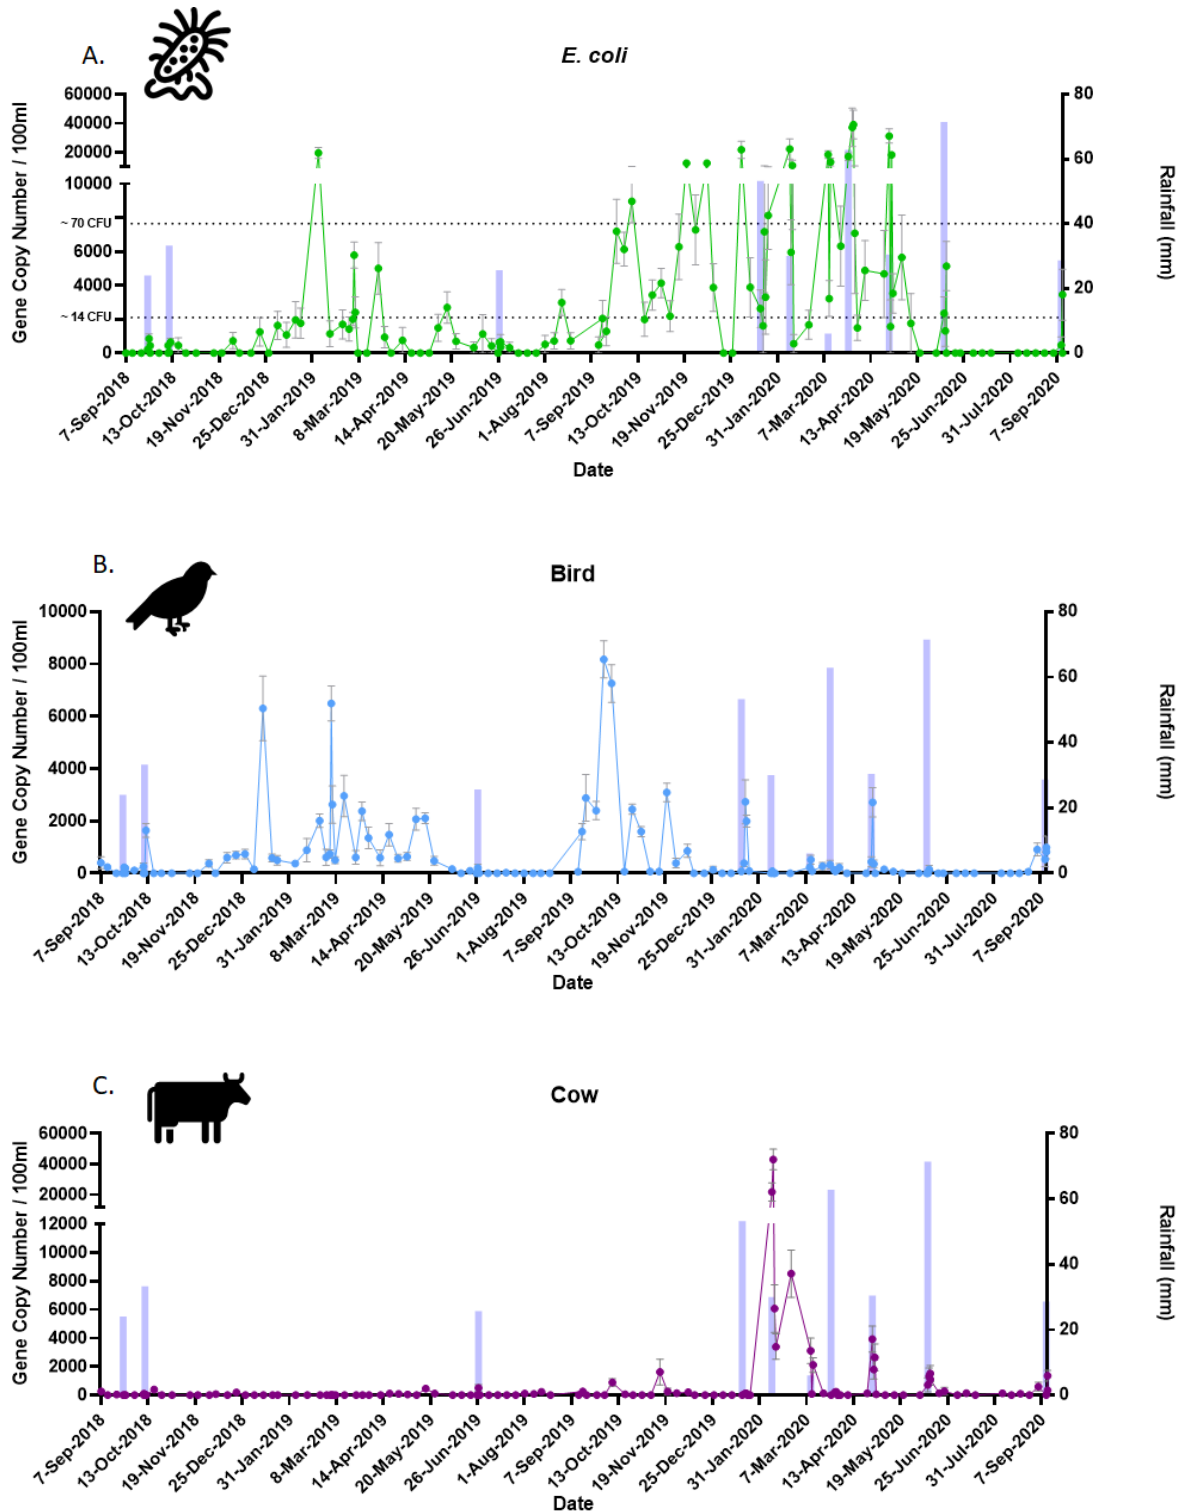 A.
E. coli
60000
40000
20000
10000
6000
4000
2000
0
Gene Copy Number / 100ml
~ 70 CFU
~ 14 CFU
80
60
40
20
0
Rainfall (mm)
7-Sep-2018
13-Oct-2018
19-Nov-2018
25-Dec-2018
31-Jan-2019
8-Mar-2019
14-Apr-2019
20-May-2019
26-Jun-2019
1-Aug-2019
7-Sep-2019
13-Oct-2019
19-Nov-2019
25-Dec-2019
31-Jan-2020
7-Mar-2020
13-Apr-2020
19-May-2020
25-Jun-2020
31-Jul-2020
7-Sep-2020
Date
B.
Bird
10000
8000
6000
4000
2000
0
Gene Copy Number / 100ml
80
60
40
20
0
Rainfall (mm)
7-Sep-2018
13-Oct-2018
19-Nov-2018
25-Dec-2018
31-Jan-2019
8-Mar-2019
14-Apr-2019
20-May-2019
26-Jun-2019
1-Aug-2019
7-Sep-2019
13-Oct-2019
19-Nov-2019
25-Dec-2019
31-Jan-2020
7-Mar-2020
13-Apr-2020
19-May-2020
25-Jun-2020
31-Jul-2020
7-Sep-2020
Date
C.
Cow
60000
40000
20000
12000
10000
8000
6000
4000
2000
0
Gene Copy Number / 100ml
80
60
40
20
0
Rainfall (mm)
7-Sep-2018
13-Oct-2018
19-Nov-2018
25-Dec-2018
31-Jan-2019
8-Mar-2019
14-Apr-2019
20-May-2019
26-Jun-2019
1-Aug-2019
7-Sep-2019
13-Oct-2019
19-Nov-2019
25-Dec-2019
31-Jan-2020
7-Mar-2020
13-Apr-2020
19-May-2020
25-Jun-2020
31-Jul-2020
7-Sep-2020
Date